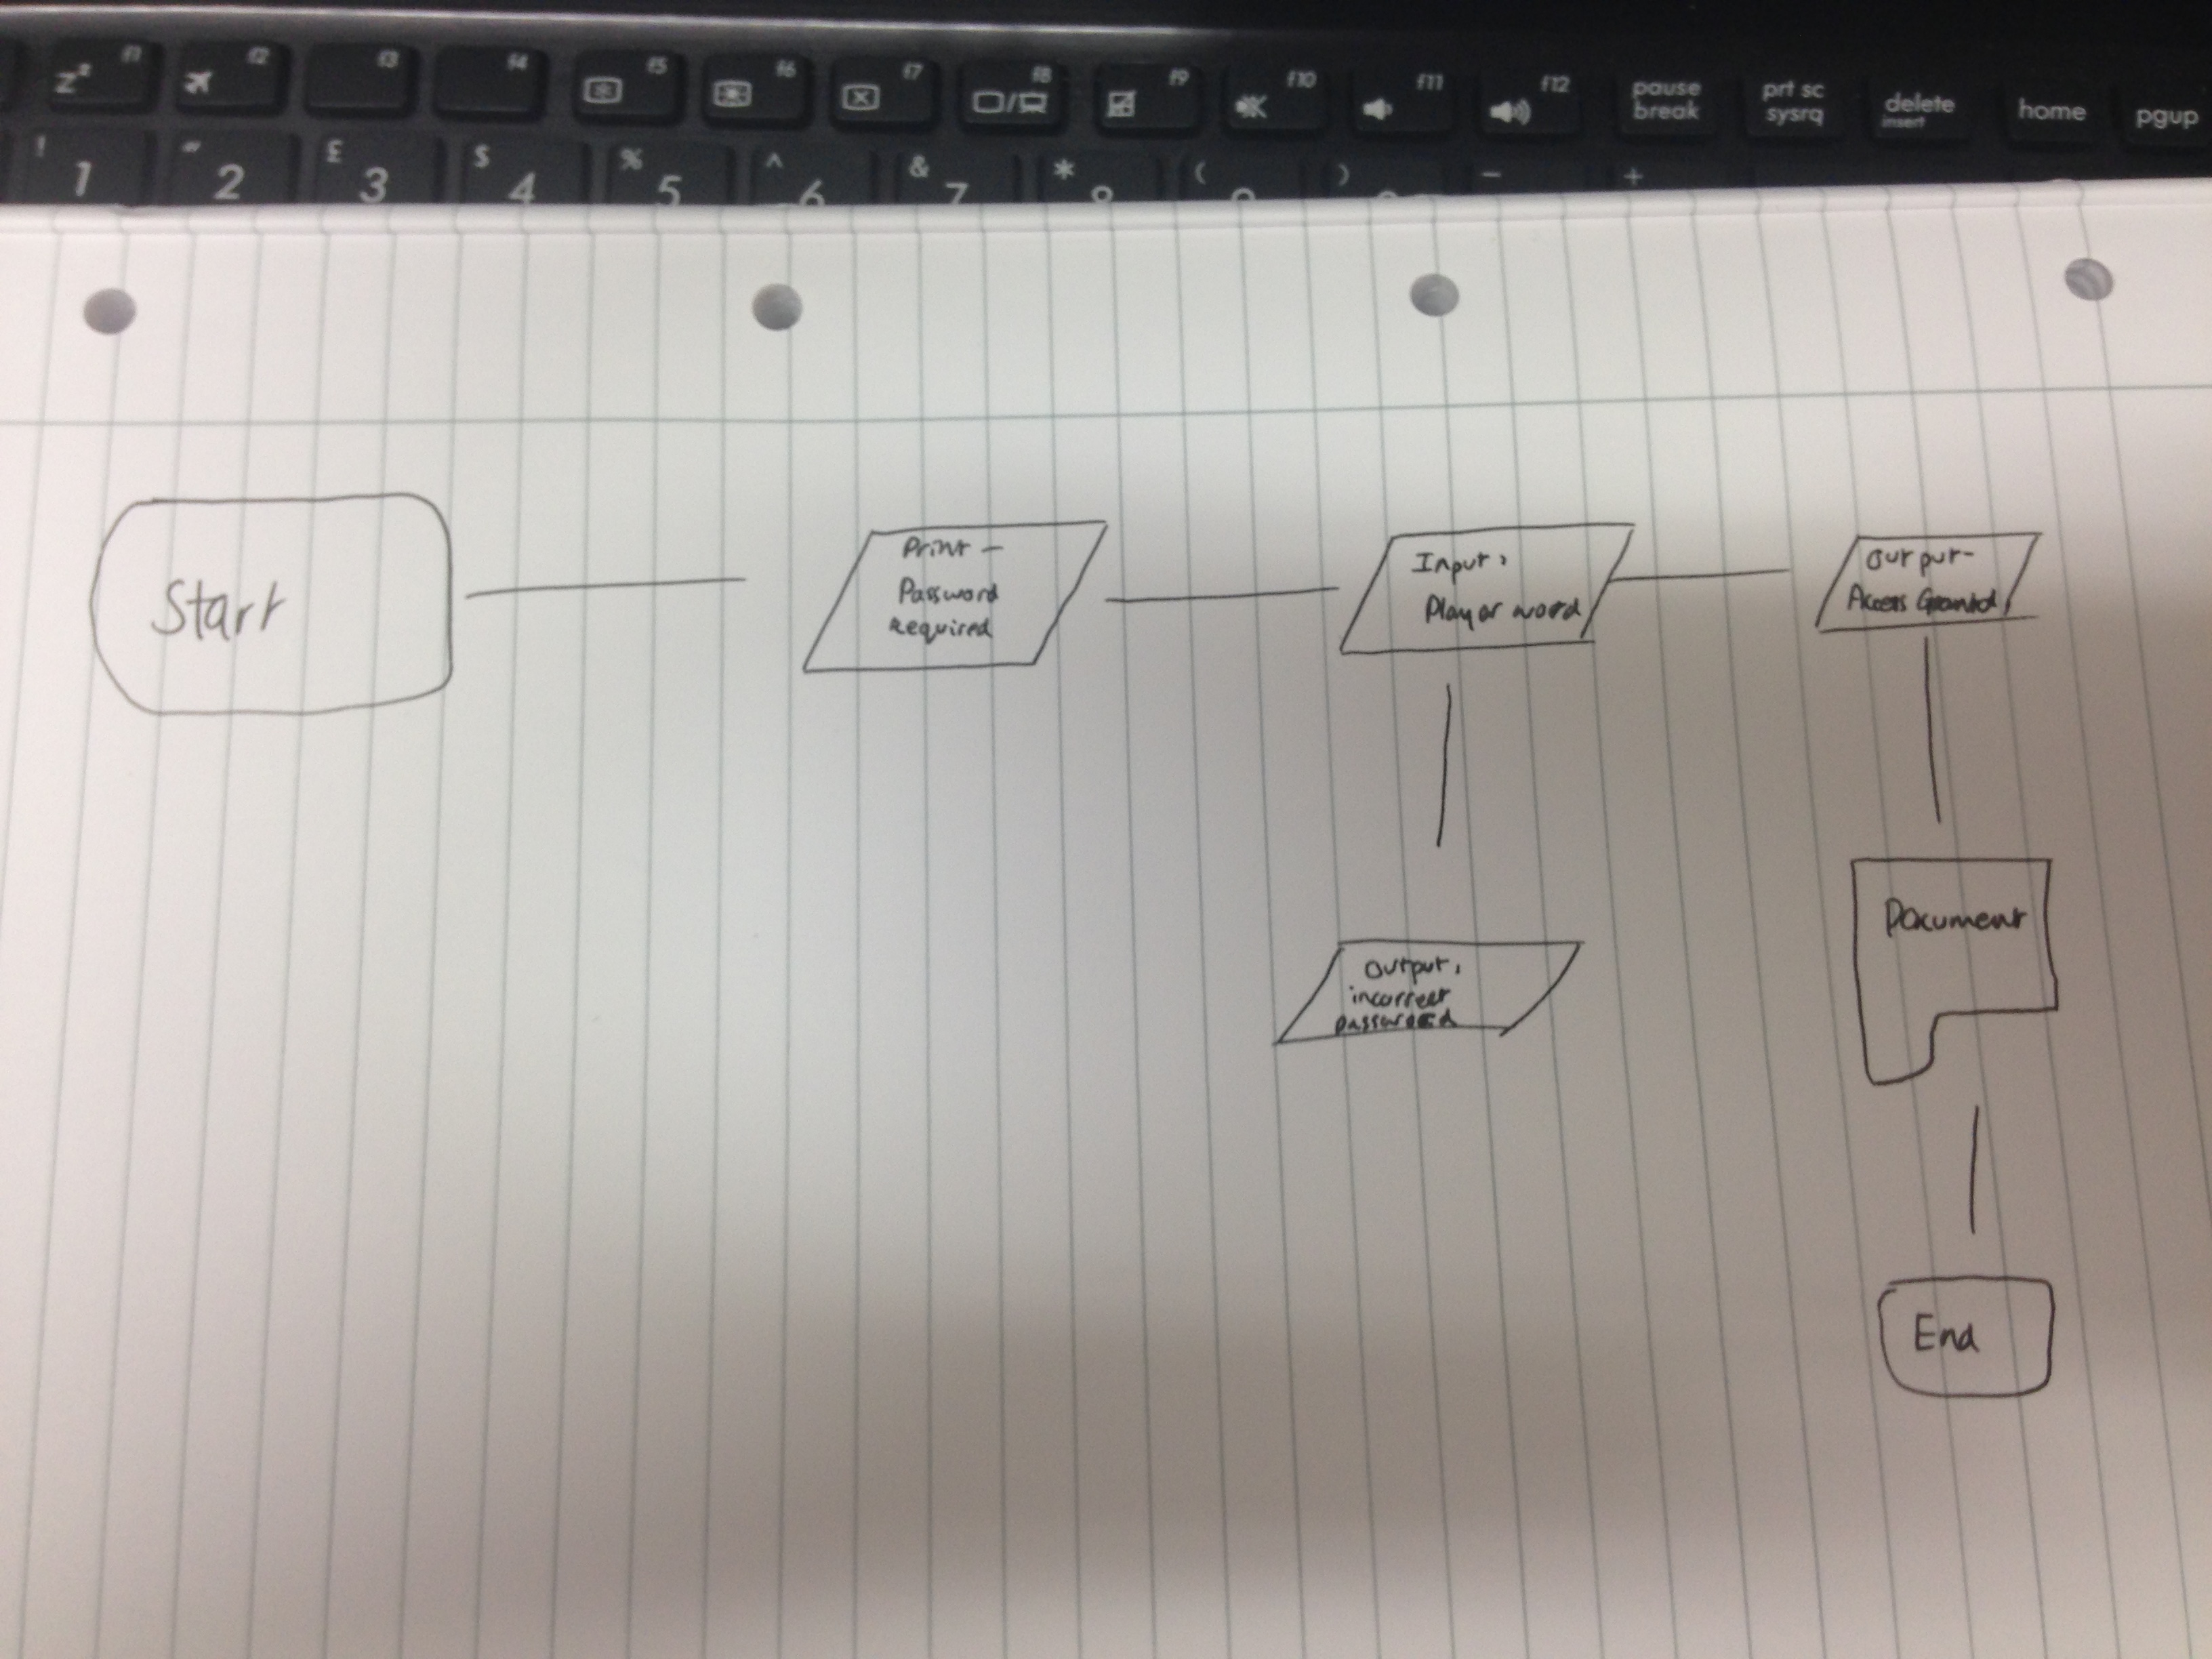 f1 f2 f3 f4 f5 f6 f7 f8 f9 f10 f11 f12
pause break
prt sc sysrq
delete insert
home
pgup
! 1 " 2 £ 3 $ 4 % 5 ^ 6 & 7 * 8 ( 9 ) 0 - +
Start
Print -
Password
required
Input:
Player word
Output-
Access Granted
Output,
incorrect
password
Document
End